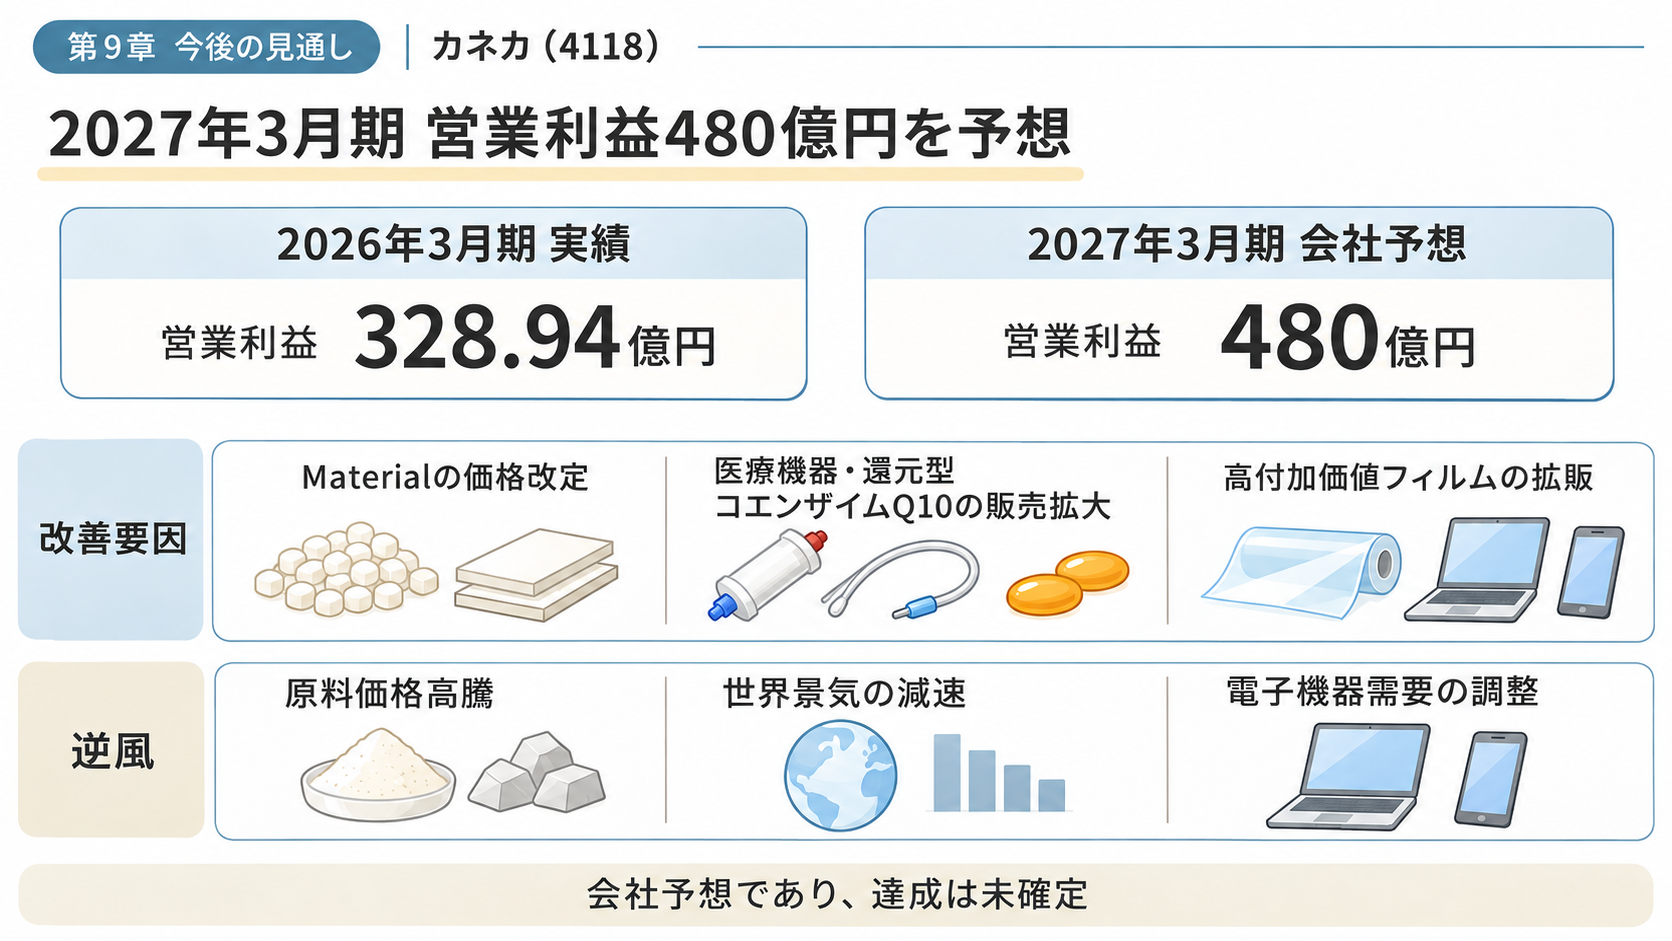 第9章 今後の見通し
カネカ（4118）
2027年3月期 営業利益480億円を予想
2026年3月期 実績
営業利益 328.94億円
2027年3月期 会社予想
営業利益 480億円
改善要因
Materialの価格改定
医療機器・還元型
コエンザイムQ10の販売拡大
高付加価値フィルムの拡販
逆風
原料価格高騰
世界景気の減速
電子機器需要の調整
会社予想であり、達成は未確定